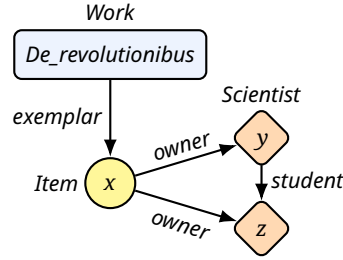 Work
De_revolutionibus
exemplar
Scientist
owner
y
Item
x
student
owner
z